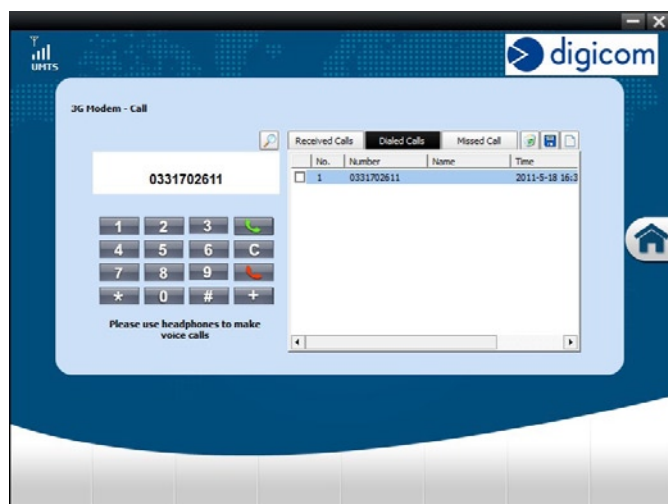 UMTS
digicom
3G Modem - Call
Received Calls Dialed Calls Missed Call
No. Number Name Time
1 0331702611 2011-5-18 16:3
0331702611
1 2 3
4 5 6 C
7 8 9
* 0 # +
Please use headphones to make
voice calls